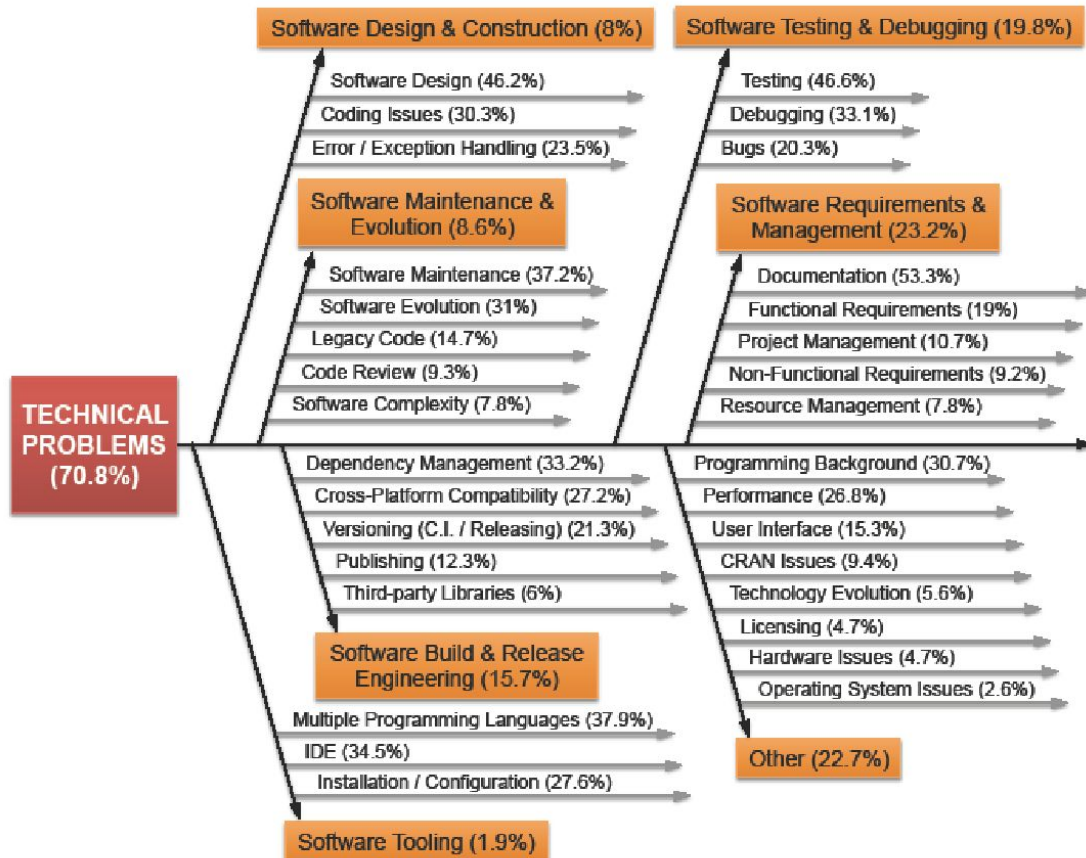 Software Design & Construction (8%)
Software Design (46.2%)
Coding Issues (30.3%)
Error / Exception Handling (23.5%)
Software Testing & Debugging (19.8%)
Testing (46.6%)
Debugging (33.1%)
Bugs (20.3%)
Software Maintenance &
Evolution (8.6%)
Software Maintenance (37.2%)
Software Evolution (31%)
Legacy Code (14.7%)
Code Review (9.3%)
Software Complexity (7.8%)
Software Requirements &
Management (23.2%)
Documentation (53.3%)
Functional Requirements (19%)
Project Management (10.7%)
Non-Functional Requirements (9.2%)
Resource Management (7.8%)
TECHNICAL
PROBLEMS
(70.8%)
Dependency Management (33.2%)
Cross-Platform Compatibility (27.2%)
Versioning (C.I. / Releasing) (21.3%)
Publishing (12.3%)
Third-party Libraries (6%)
Software Build & Release
Engineering (15.7%)
Programming Background (30.7%)
Performance (26.8%)
User Interface (15.3%)
CRAN Issues (9.4%)
Technology Evolution (5.6%)
Licensing (4.7%)
Hardware Issues (4.7%)
Operating System Issues (2.6%)
Other (22.7%)
Multiple Programming Languages (37.9%)
IDE (34.5%)
Installation / Configuration (27.6%)
Software Tooling (1.9%)